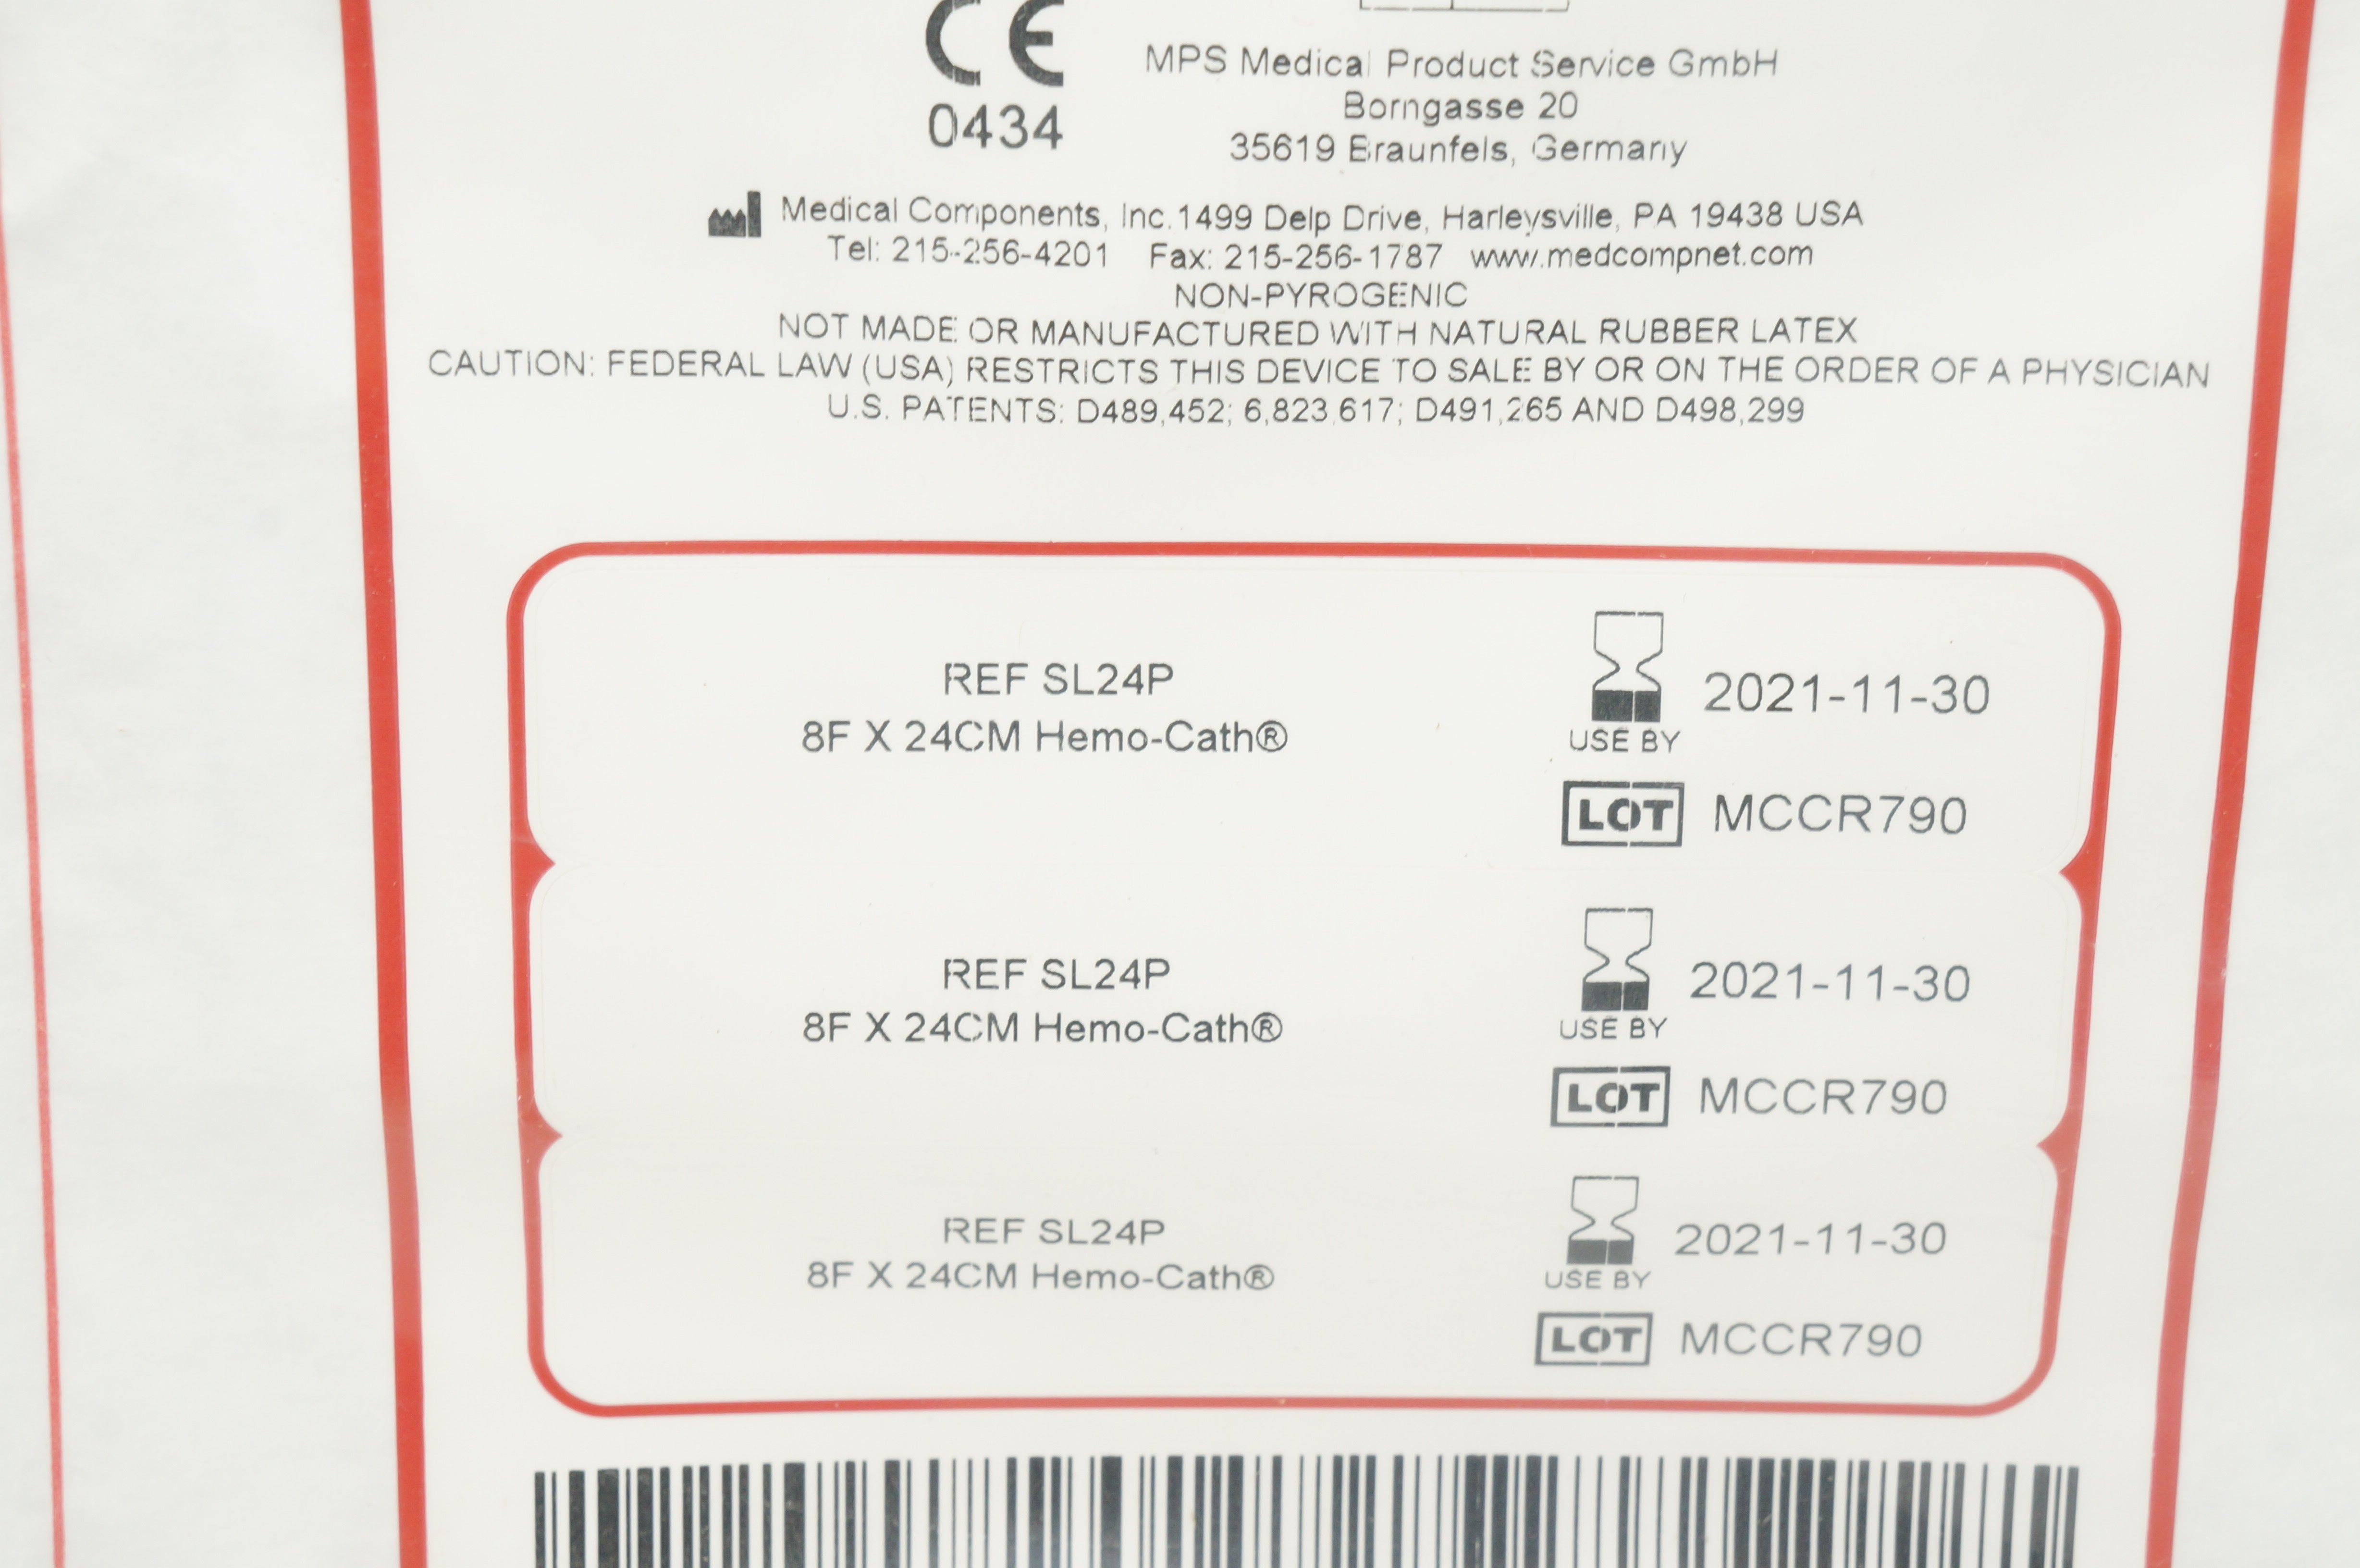 CE
0434
MPS Medical Product Service GmbH
Borngasse 20
35619 Braunfels, Germany
Medical Components, Inc.1499 Delp Drive, Harleysville, PA 19438 USA
Tel: 215-256-4201 Fax: 215-256-1787 www.medcompnet.com
NON-PYROGENIC
NOT MADE OR MANUFACTURED WITH NATURAL RUBBER LATEX
CAUTION: FEDERAL LAW (USA) RESTRICTS THIS DEVICE TO SALE BY OR ON THE ORDER OF A PHYSICIAN
U.S. PATENTS: D489,452; 6,823,617; D491,265 AND D498,299
REF SL24P
8F X 24CM Hemo-Cath®
2021-11-30
USE BY
LOT MCCR790
REF SL24P
8F X 24CM Hemo-Cath®
2021-11-30
USE BY
LOT MCCR790
REF SL24P
8F X 24CM Hemo-Cath®
2021-11-30
USE BY
LOT MCCR790